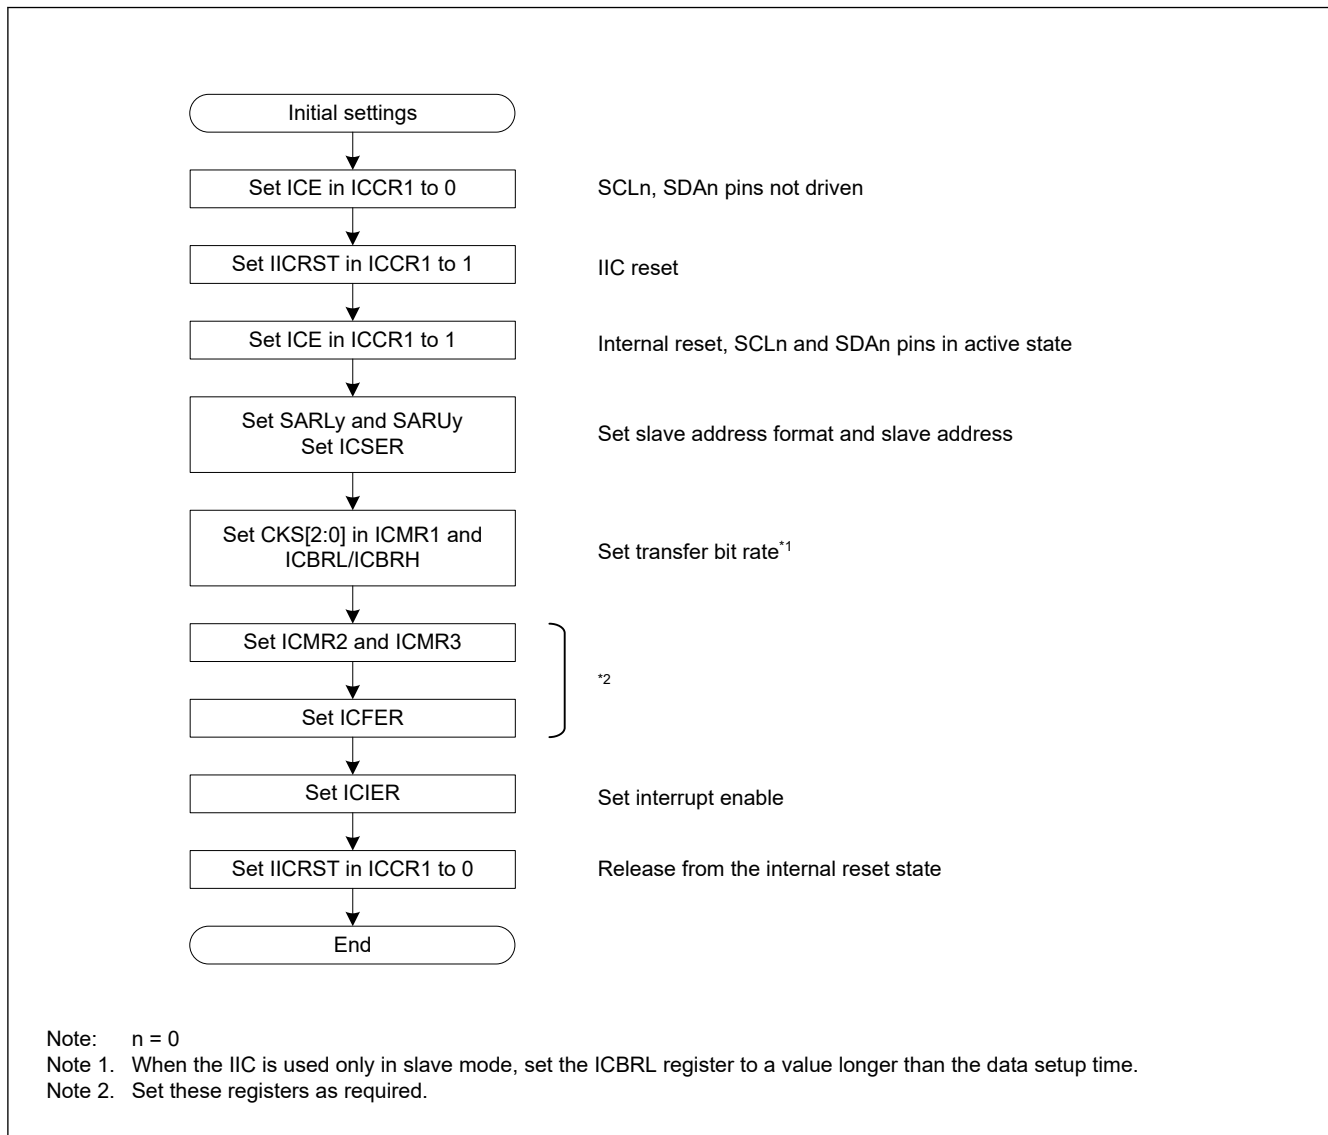 Initial settings
Set ICE in ICCR1 to 0
SCLn, SDAn pins not driven
Set IICRST in ICCR1 to 1
IIC reset
Set ICE in ICCR1 to 1
Internal reset, SCLn and SDAn pins in active state
Set SARLy and SARUy
Set ICSER
Set slave address format and slave address
Set CKS[2:0] in ICMR1 and
ICBRL/ICBRH
Set transfer bit rate*1
Set ICMR2 and ICMR3
*2
Set ICFER
Set ICIER
Set interrupt enable
Set IICRST in ICCR1 to 0
Release from the internal reset state
End
Note: n = 0
Note 1. When the IIC is used only in slave mode, set the ICBRL register to a value longer than the data setup time.
Note 2. Set these registers as required.